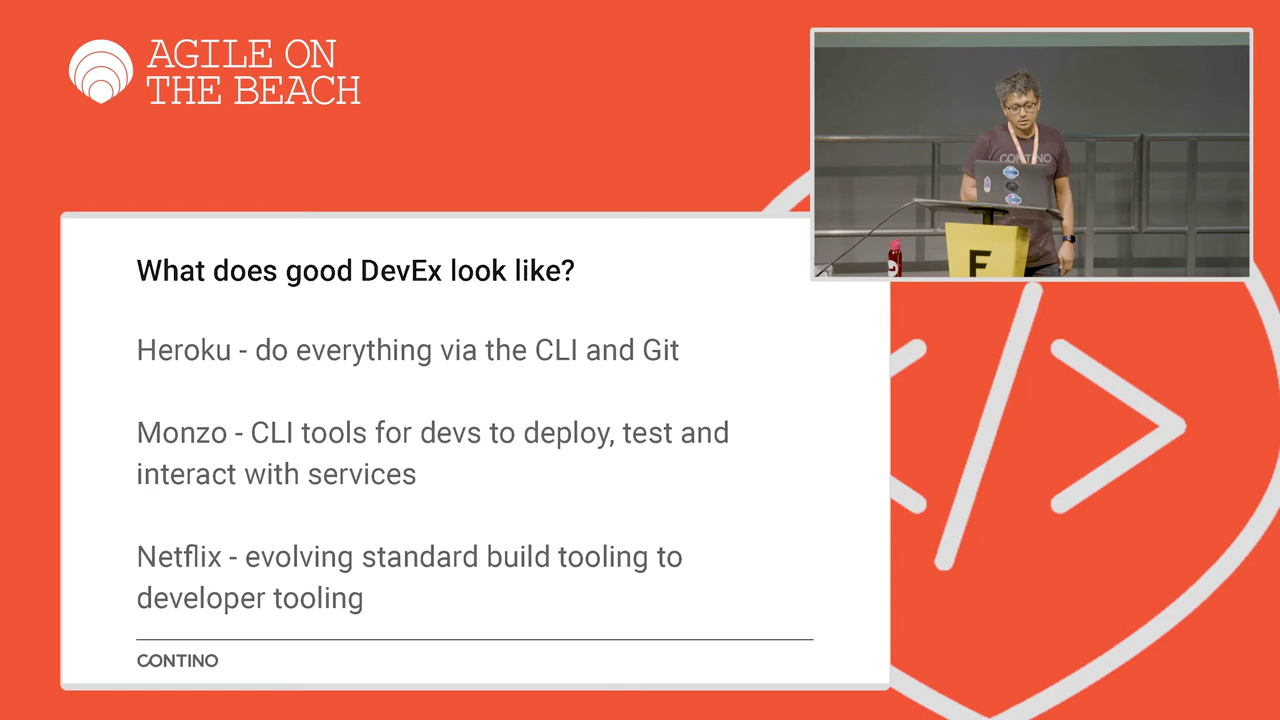 AGILE ON
THE BEACH
CONTINO
F
What does good DevEx look like?
Heroku - do everything via the CLI and Git
Monzo - CLI tools for devs to deploy, test and
interact with services
Netflix - evolving standard build tooling to
developer tooling
CONTINO